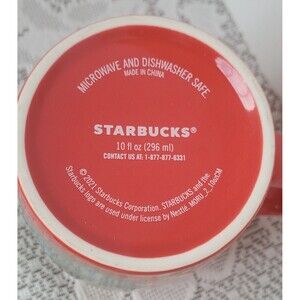 MICROWAVE AND DISHWASHER SAFE.
MADE IN CHINA
STARBUCKS®
10 fl oz (296 ml)
CONTACT US AT: 1-877-877-6331
© 2021 Starbucks Corporation. STARBUCKS and the
Starbucks logo are used under license by Nestle.